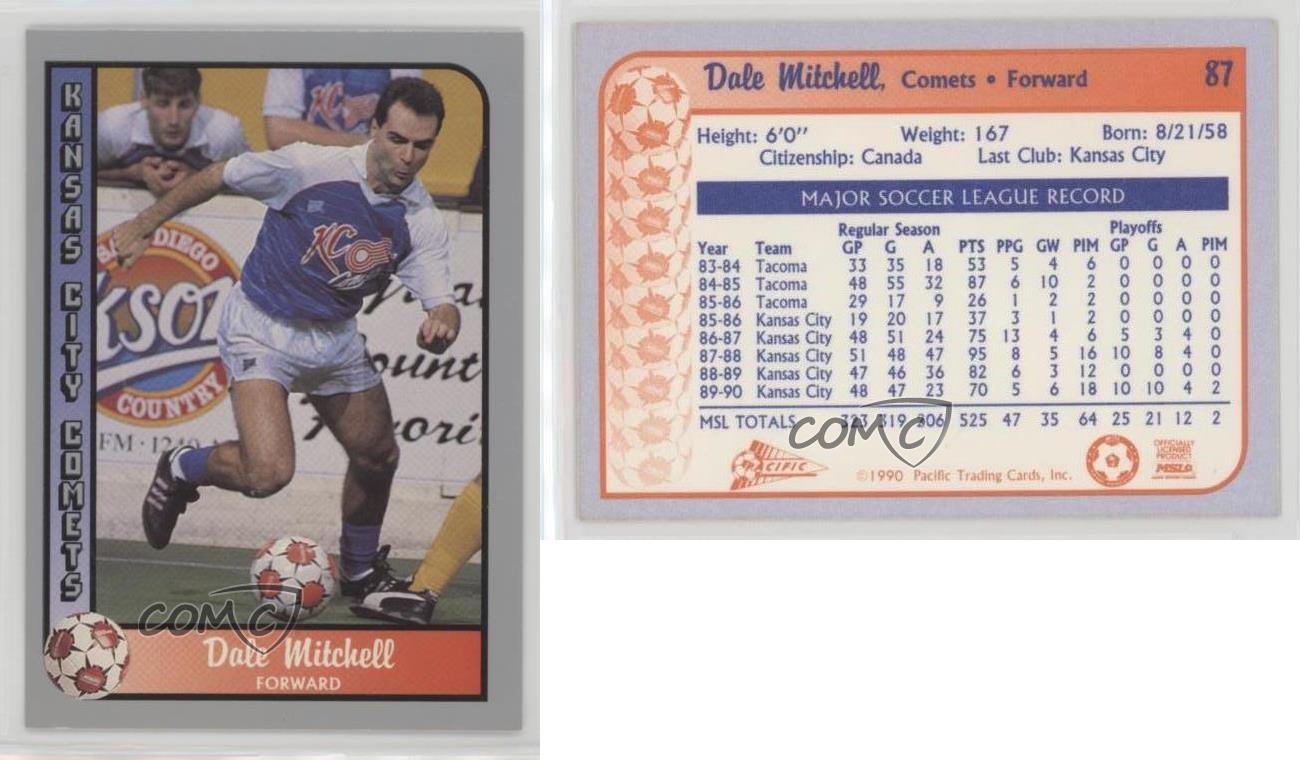 KANSAS CITY COMETS
SAN DIEGO
COUNTRY
KC
FM · 1240 A
COMC
Dale Mitchell
FORWARD
Dale Mitchell, Comets • Forward 87
Height: 6'0" Weight: 167 Born: 8/21/58
Citizenship: Canada Last Club: Kansas City
MAJOR SOCCER LEAGUE RECORD
Regular Season Playoffs
Year Team GP G A PTS PPG GW PIM GP G A PIM
83-84 Tacoma 33 35 18 53 5 4 6 0 0 0 0
84-85 Tacoma 48 55 32 87 6 10 2 0 0 0 0
85-86 Tacoma 29 17 9 26 1 2 2 0 0 0 0
85-86 Kansas City 19 20 17 37 3 1 2 0 0 0 0
86-87 Kansas City 48 51 24 75 13 4 6 5 3 4 0
87-88 Kansas City 51 48 47 95 8 5 16 10 8 4 0
88-89 Kansas City 47 46 36 82 6 3 12 0 0 0 0
89-90 Kansas City 48 47 23 70 5 6 18 10 10 4 2
MSL TOTALS 323 319 206 525 47 35 64 25 21 12 2
COMC
PACIFIC
©1990 Pacific Trading Cards, Inc.
OFFICIALLY
LICENSED
PRODUCT